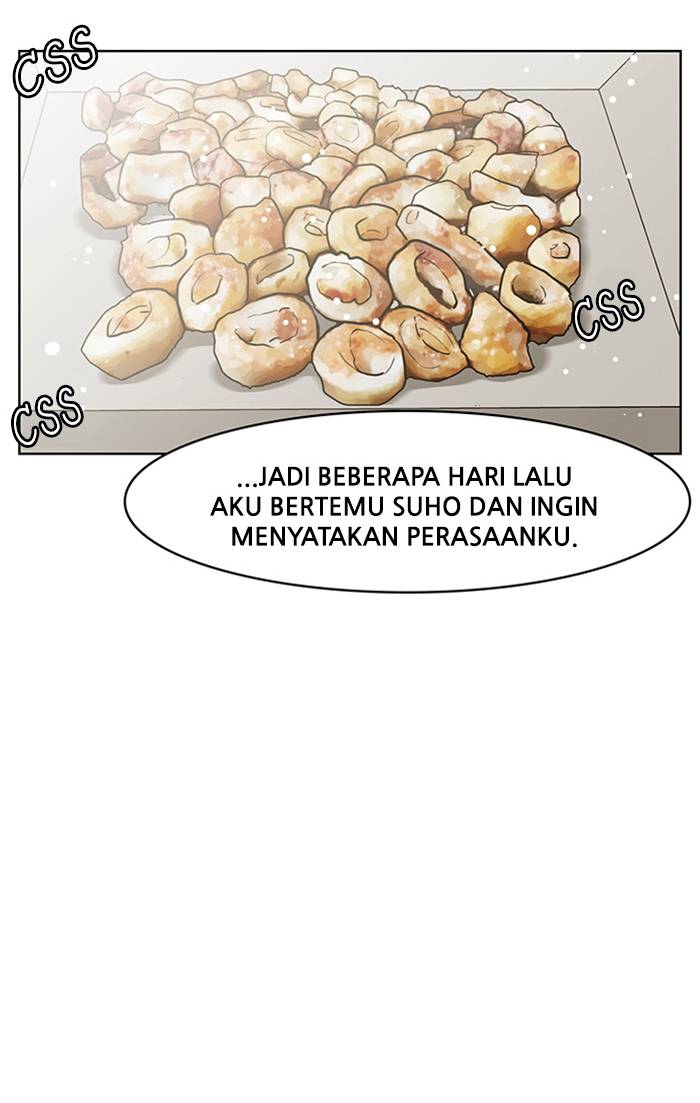 CSS
CSS
CSS
...JADI BEBERAPA HARI LALU
AKU BERTEMU SUHO DAN INGIN
MENYATAKAN PERASAANKU.